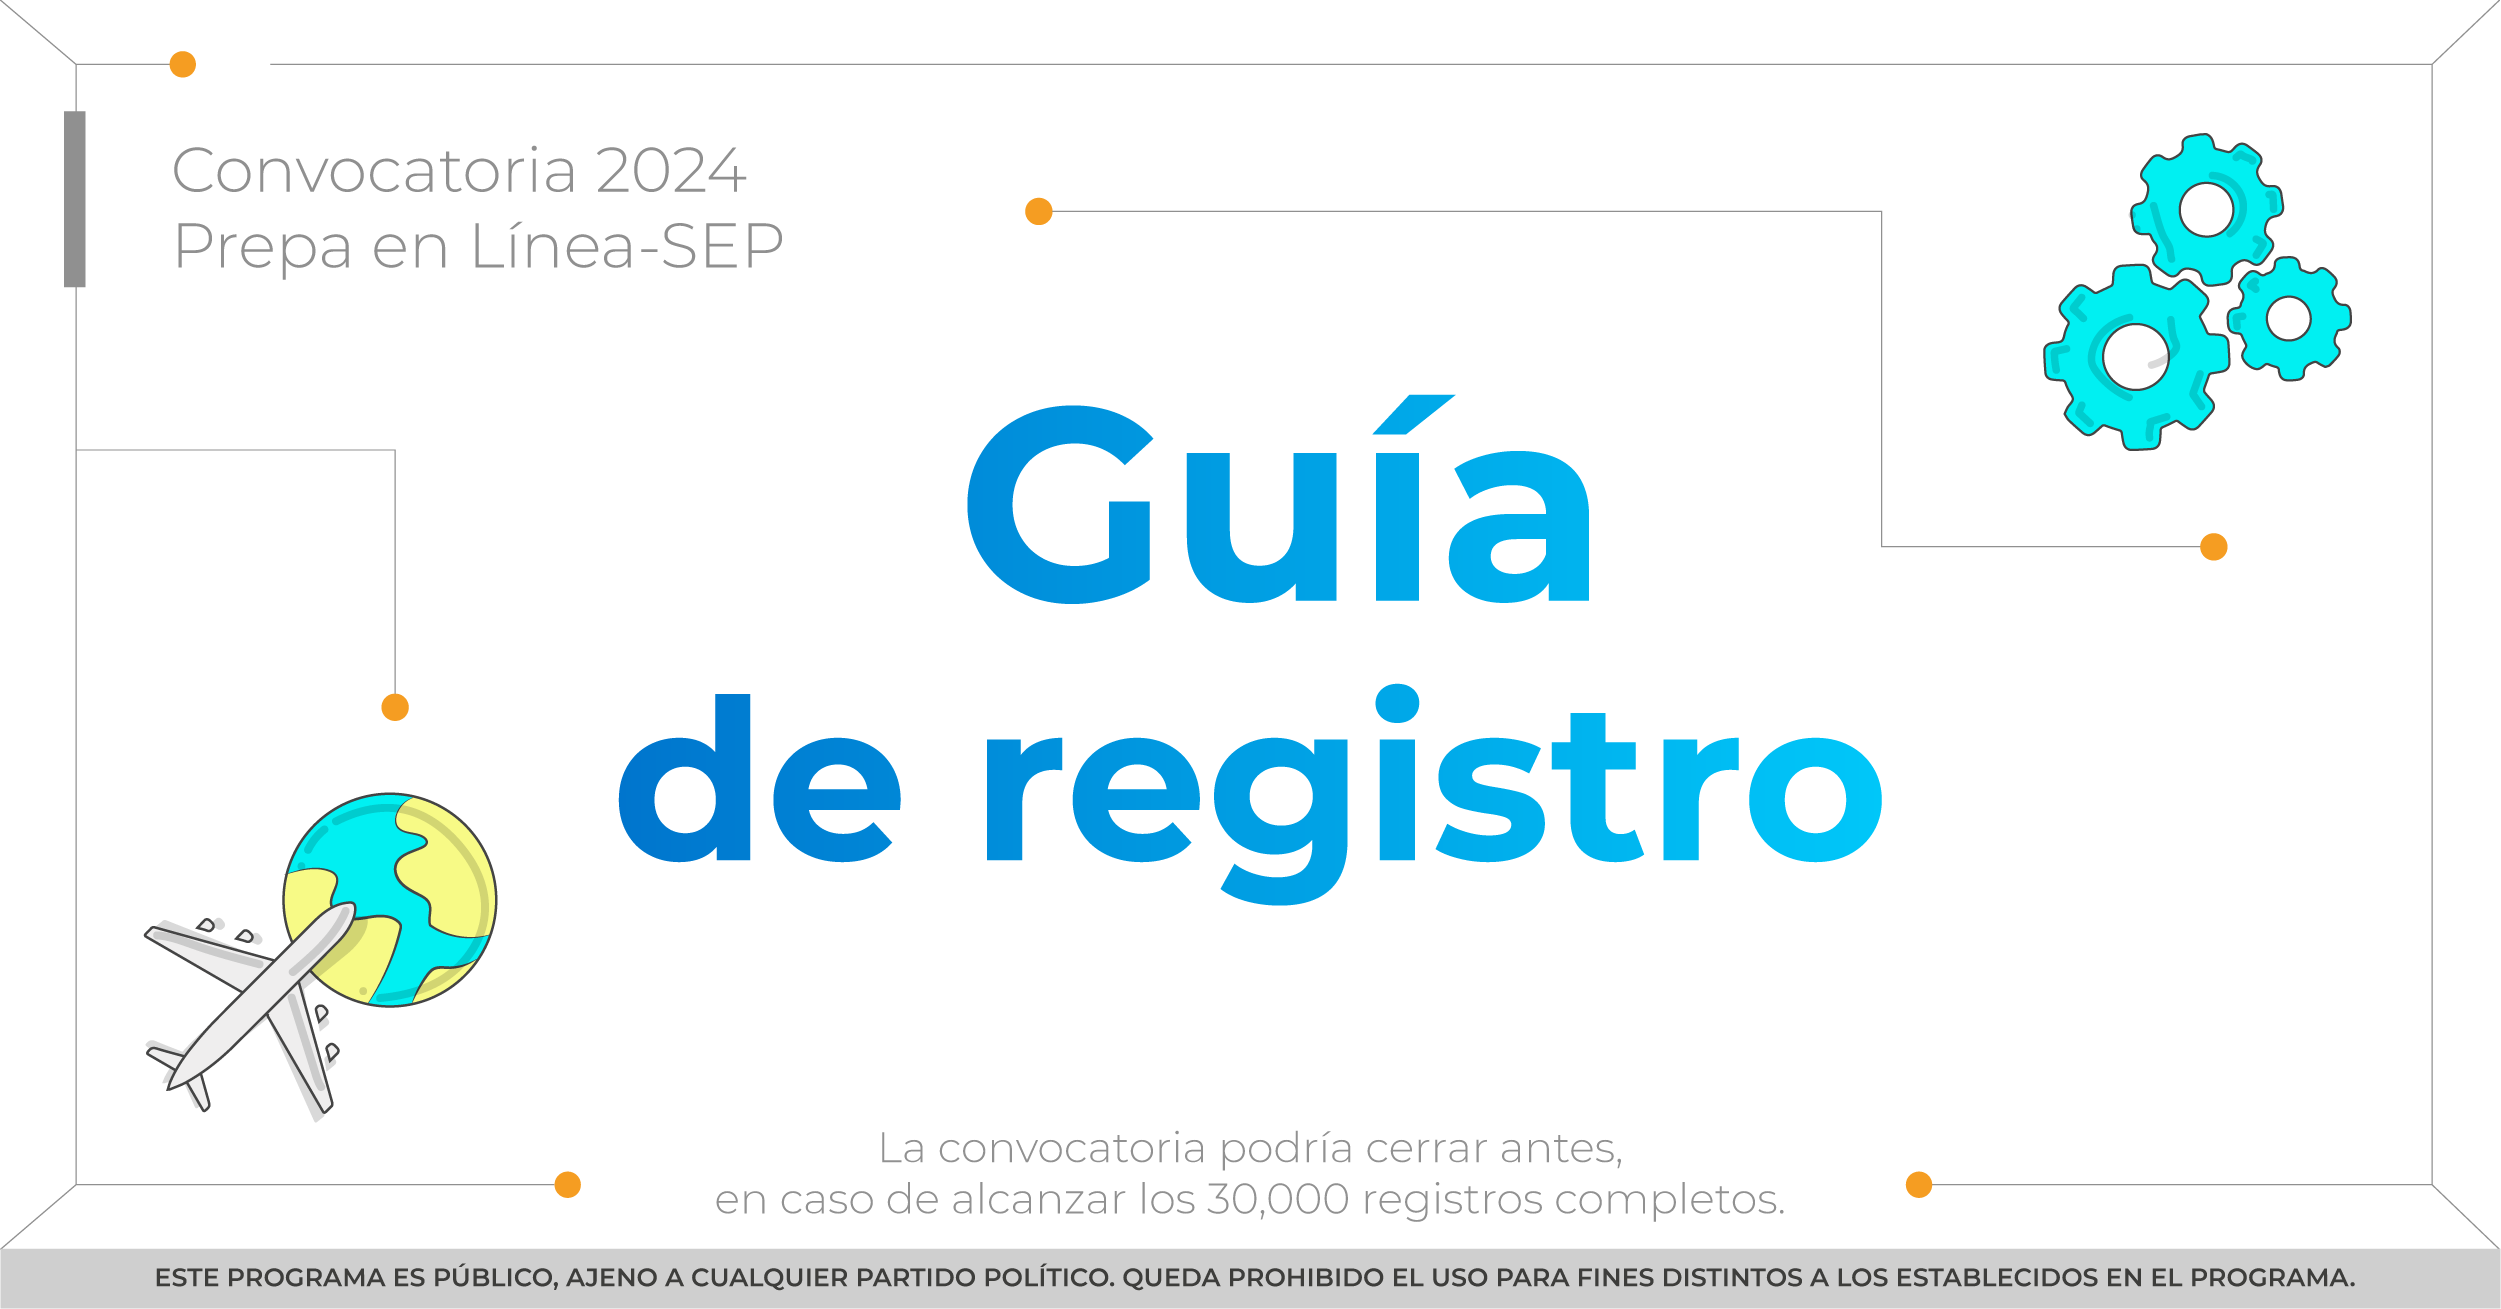 Convocatoria 2024
Prepa en Línea-SEP
Guía
de registro
La convocatoria podría cerrar antes,
en caso de alcanzar los 30,000 registros completos.
ESTE PROGRAMA ES PÚBLICO, AJENO A CUALQUIER PARTIDO POLÍTICO. QUEDA PROHIBIDO EL USO PARA FINES DISTINTOS A LOS ESTABLECIDOS EN EL PROGRAMA.